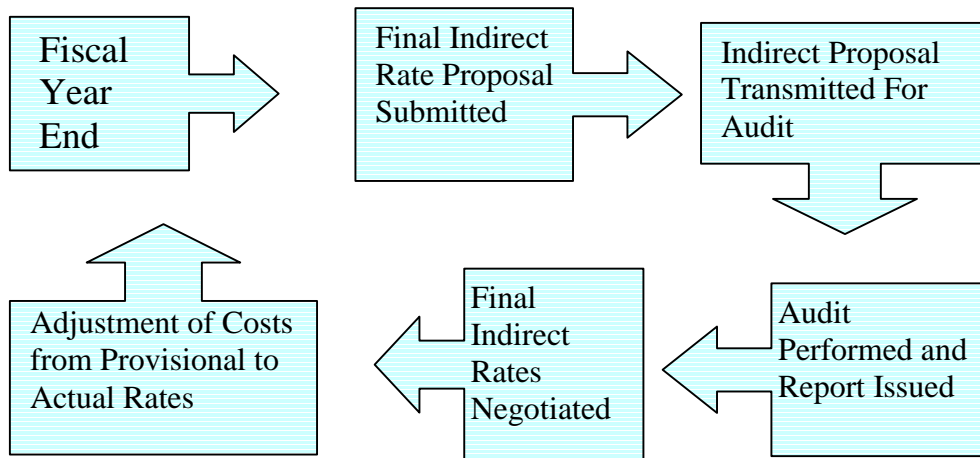 Fiscal
Year
End
Final Indirect
Rate Proposal
Submitted
Indirect Proposal
Transmitted For
Audit
Audit
Performed and
Report Issued
Final
Indirect
Rates
Negotiated
Adjustment of Costs
from Provisional to
Actual Rates